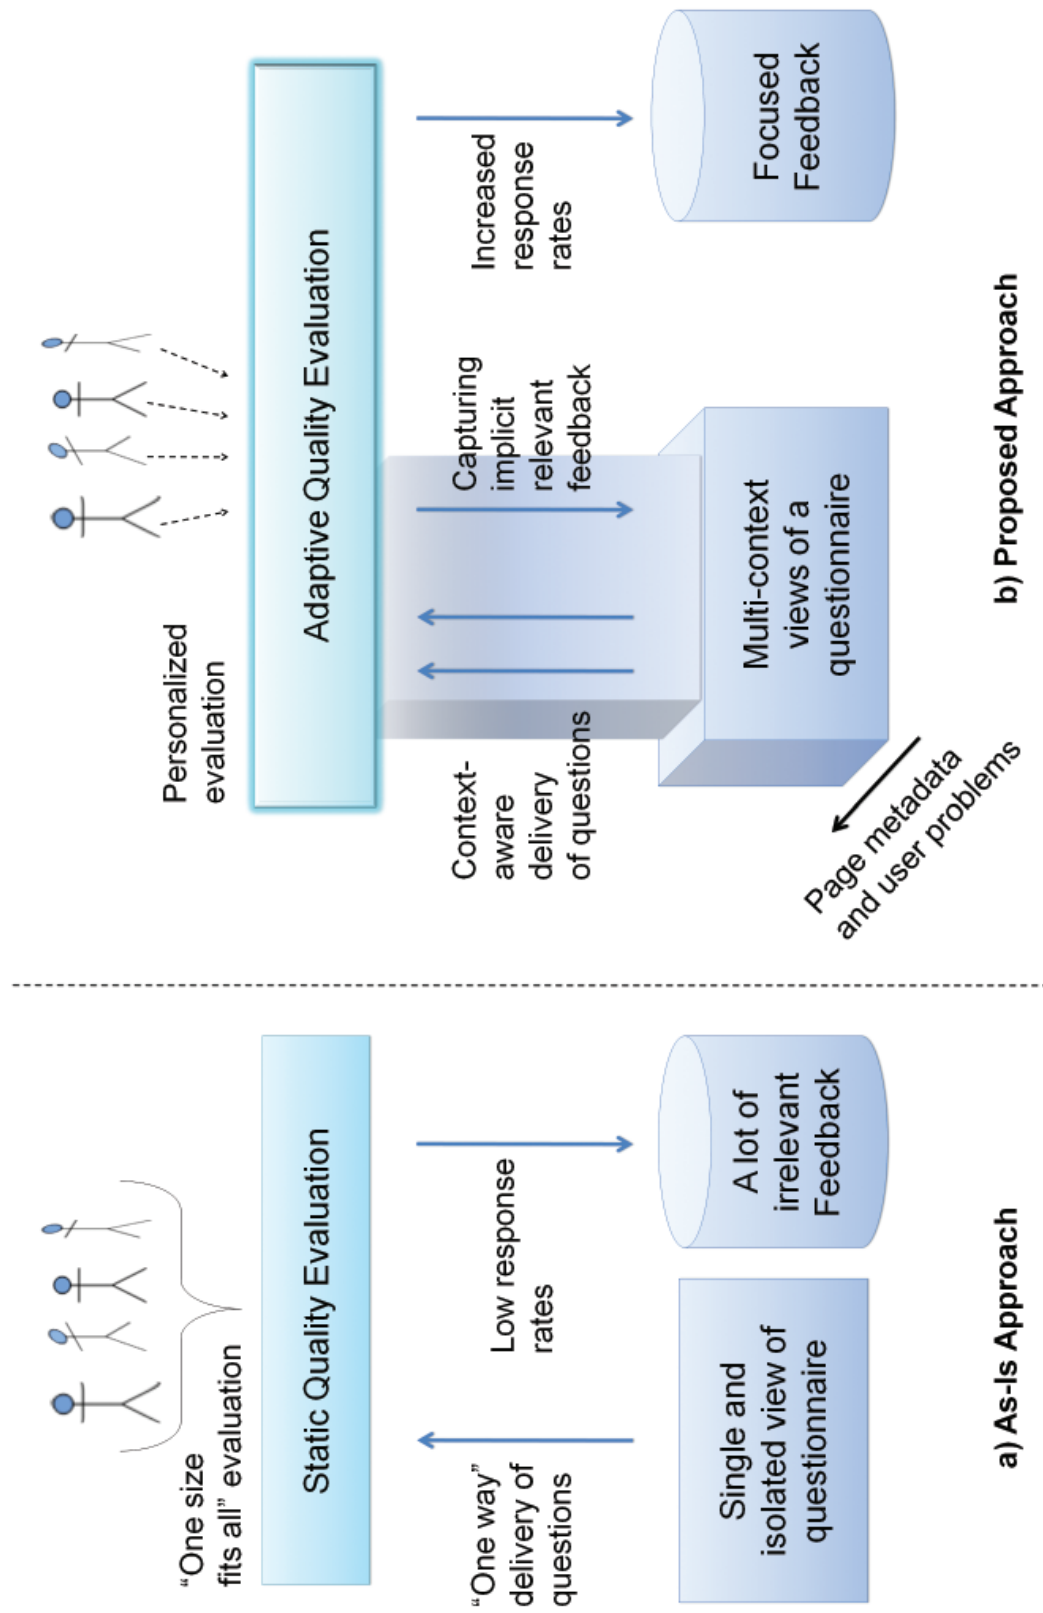 "One size
fits all" evaluation
Static Quality Evaluation
"One way"
delivery of
questions
Low response
rates
Single and
isolated view of
questionnaire
A lot of
irrelevant
Feedback
a) As-Is Approach
Personalized
evaluation
Adaptive Quality Evaluation
Context-
aware
delivery
of questions
Capturing
implicit
relevant
feedback
Increased
response
rates
Multi-context
views of a
questionnaire
Focused
Feedback
Page metadata
and user problems
b) Proposed Approach